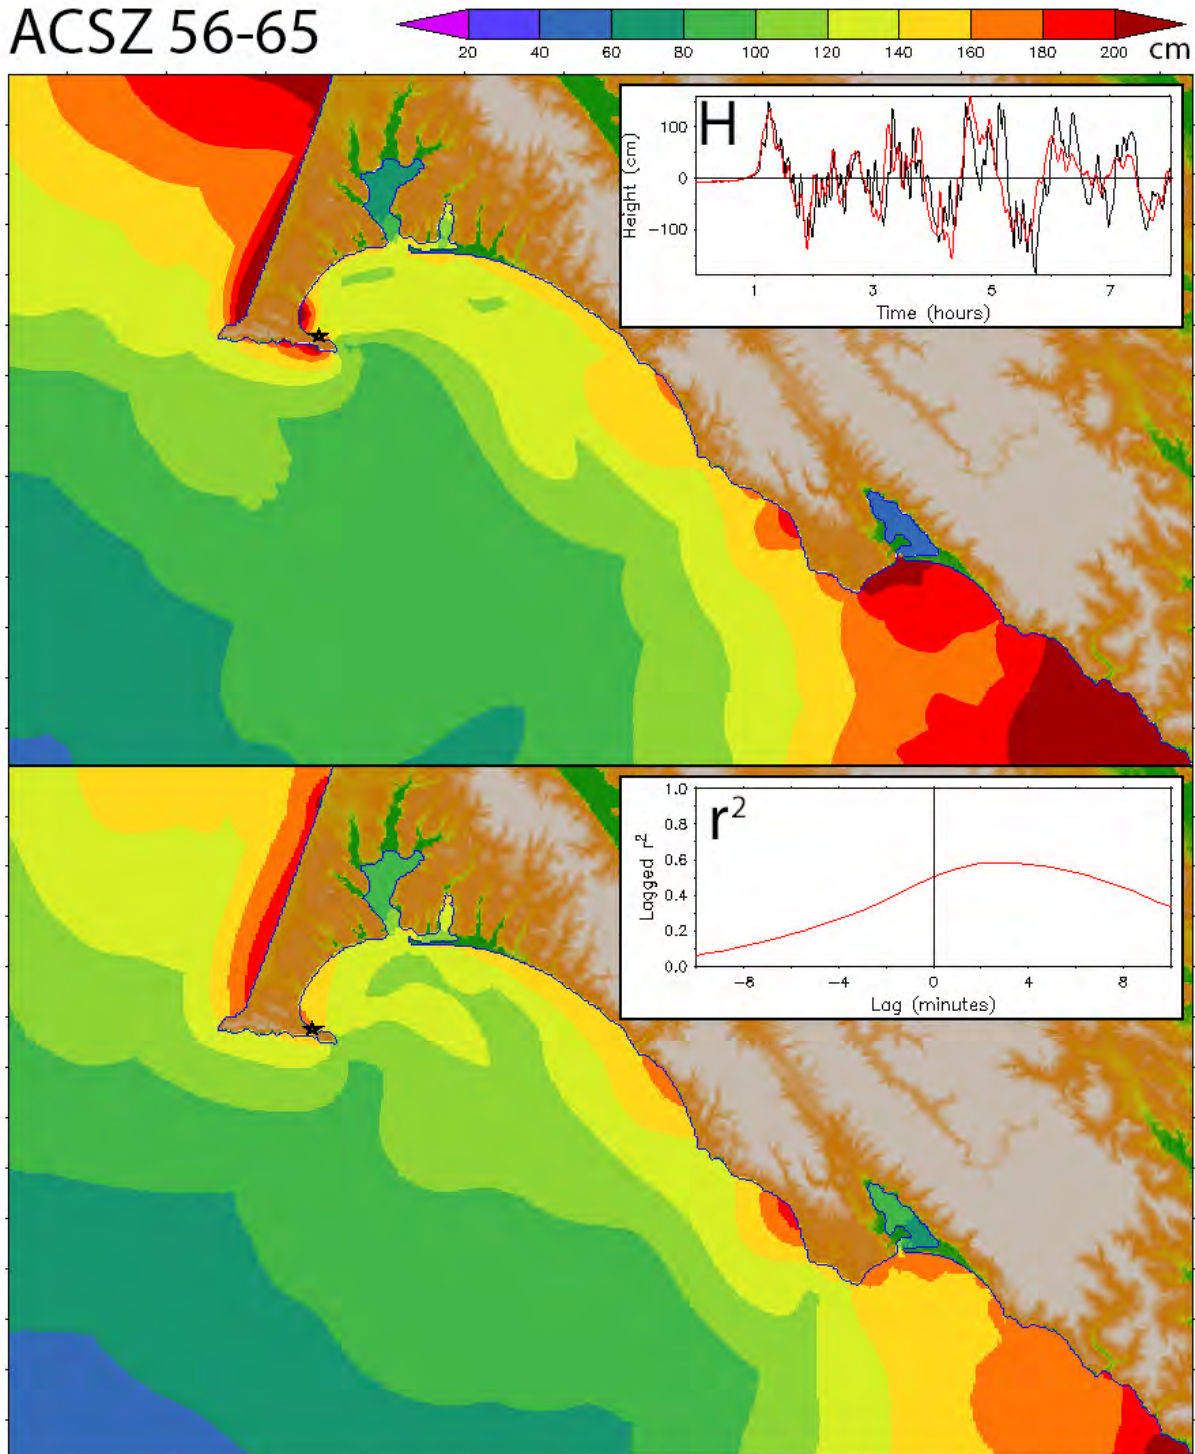 ACSZ 56-65
20 40 60 80 100 120 140 160 180 200 cm
H
Height (cm)
100
0
−100
1 3 5 7
Time (hours)
r²
Lagged r²
1.0
0.8
0.6
0.4
0.2
0.0
−8 −4 0 4 8
Lag (minutes)